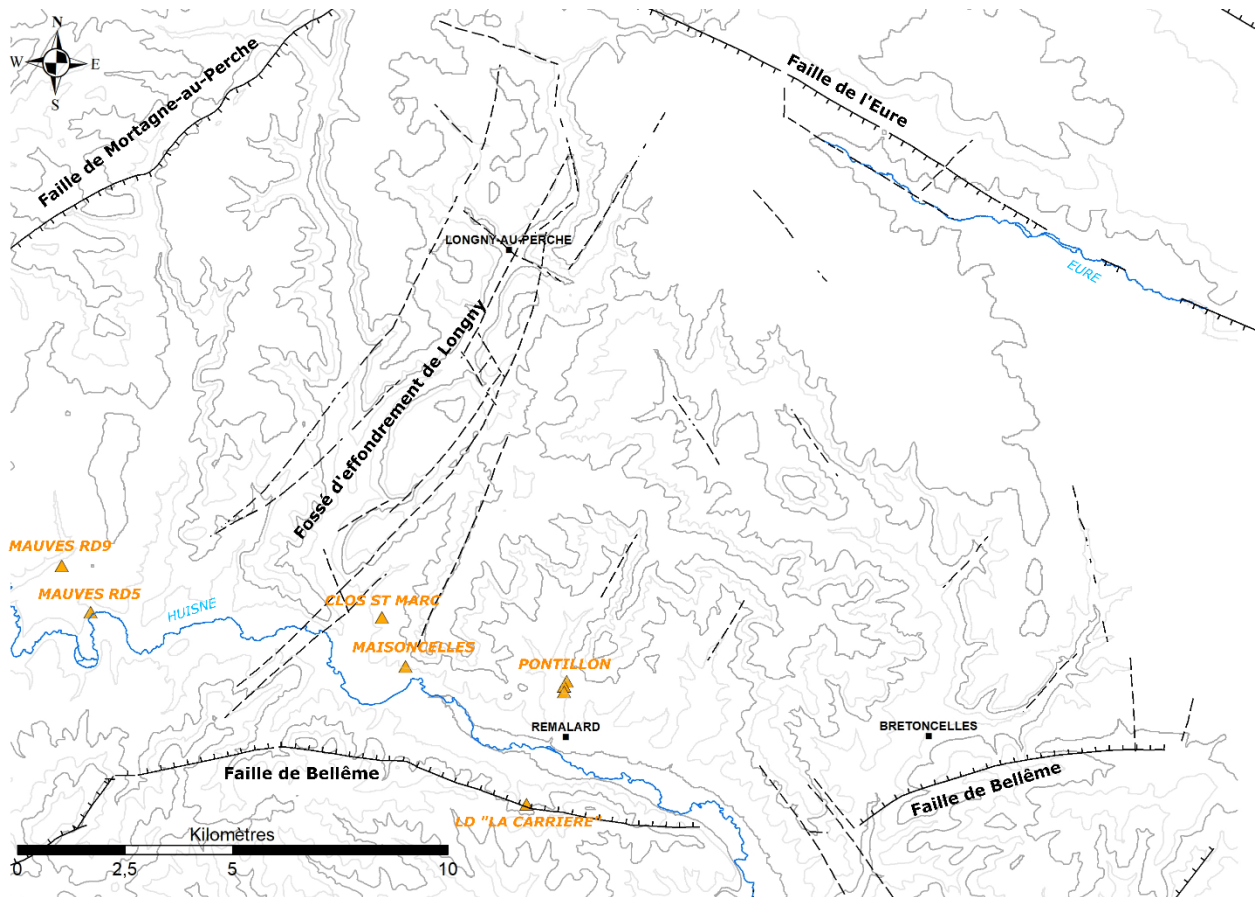 N
W E
S
Faille de Mortagne-au-Perche
Faille de l'Eure
LONGNY-AU-PERCHE
EURE
Fossé d'effondrement de Longny
MAUVES RD9
MAUVES RD5
HUISNE
CLOS ST MARC
MAISONCELLES
PONTILLON
REMALARD
BRETONCELLES
Faille de Bellême
Faille de Bellême
LD "LA CARRIERE"
Kilomètres
0 2,5 5 10